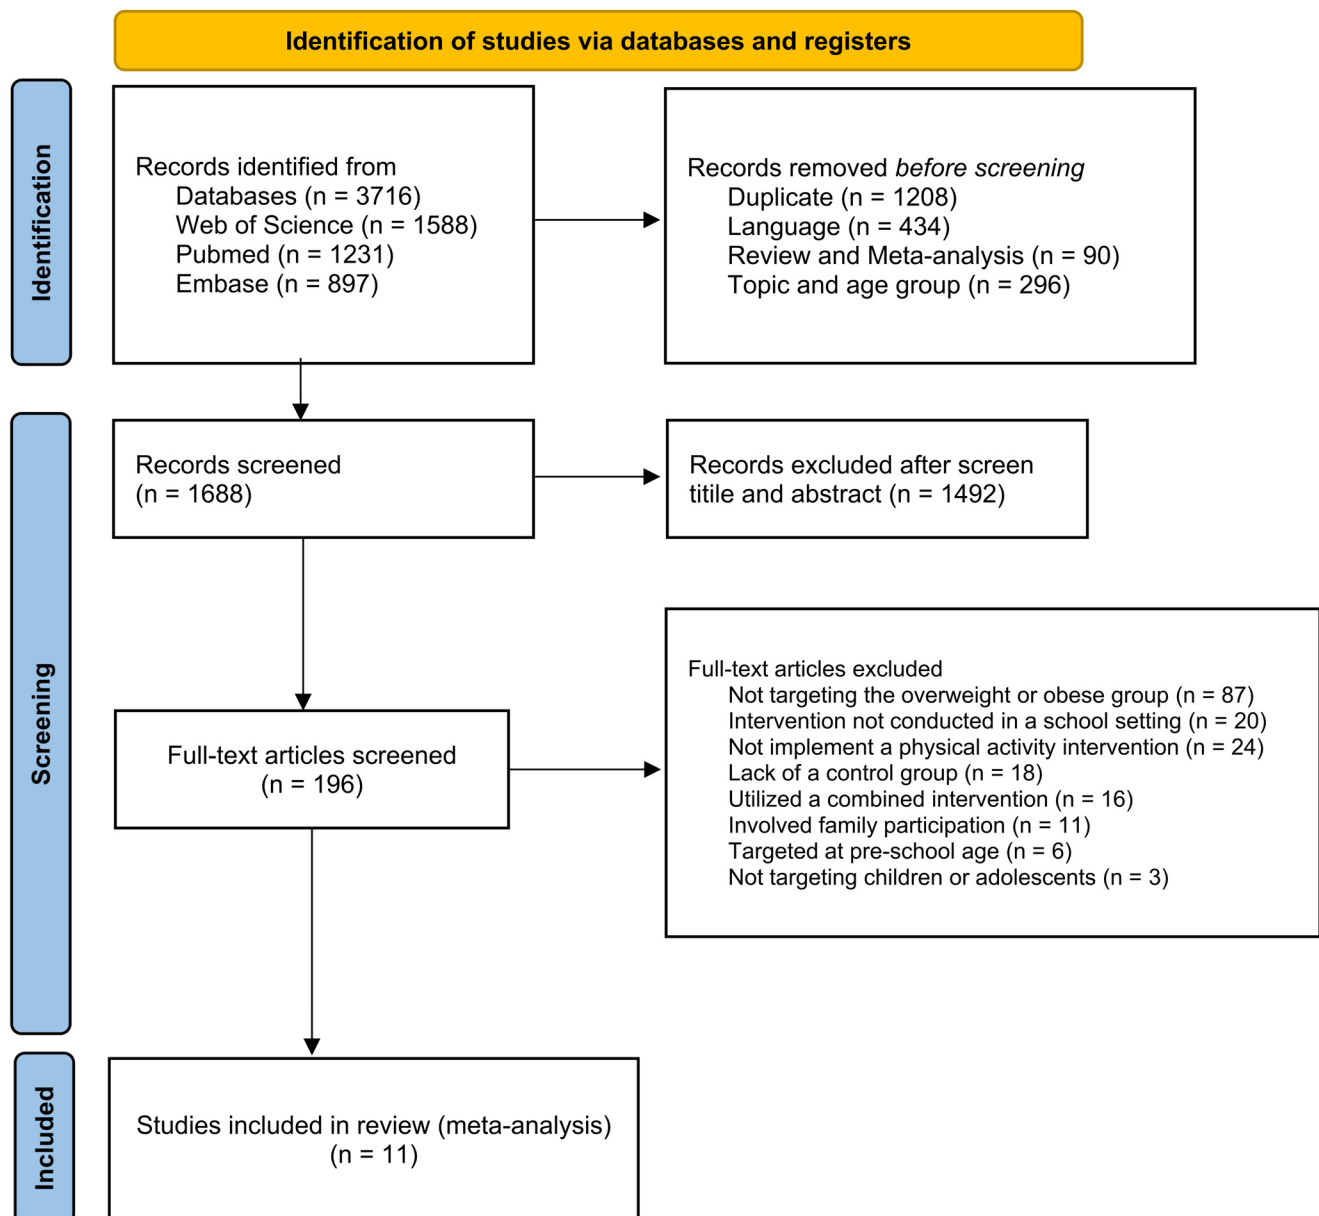 Identification of studies via databases and registers
Identification
Records identified from
Databases (n = 3716)
Web of Science (n = 1588)
Pubmed (n = 1231)
Embase (n = 897)
Records removed before screening
Duplicate (n = 1208)
Language (n = 434)
Review and Meta-analysis (n = 90)
Topic and age group (n = 296)
Screening
Records screened
(n = 1688)
Records excluded after screen
titile and abstract (n = 1492)
Full-text articles screened
(n = 196)
Full-text articles excluded
Not targeting the overweight or obese group (n = 87)
Intervention not conducted in a school setting (n = 20)
Not implement a physical activity intervention (n = 24)
Lack of a control group (n = 18)
Utilized a combined intervention (n = 16)
Involved family participation (n = 11)
Targeted at pre-school age (n = 6)
Not targeting children or adolescents (n = 3)
Included
Studies included in review (meta-analysis)
(n = 11)